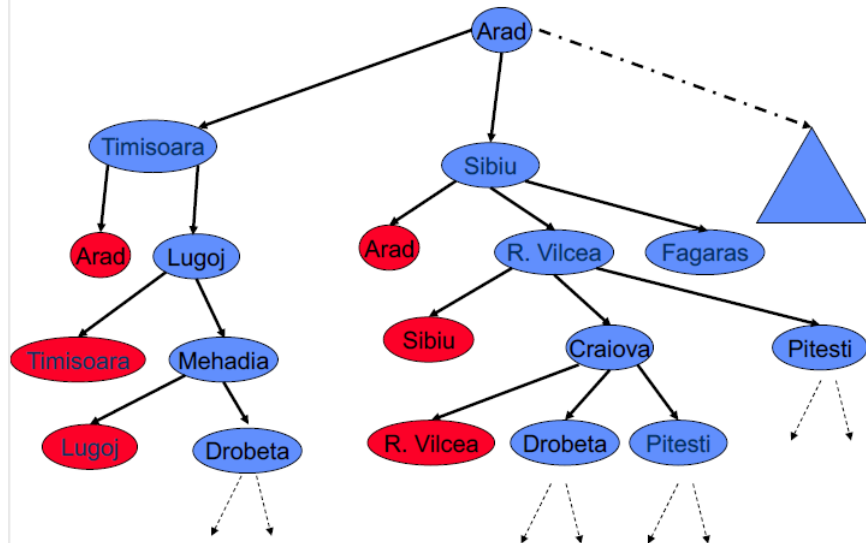 Arad
Timisoara
Sibiu
Arad
Lugoj
Arad
R. Vilcea
Fagaras
Timisoara
Mehadia
Sibiu
Craiova
Pitesti
Lugoj
Drobeta
R. Vilcea
Drobeta
Pitesti